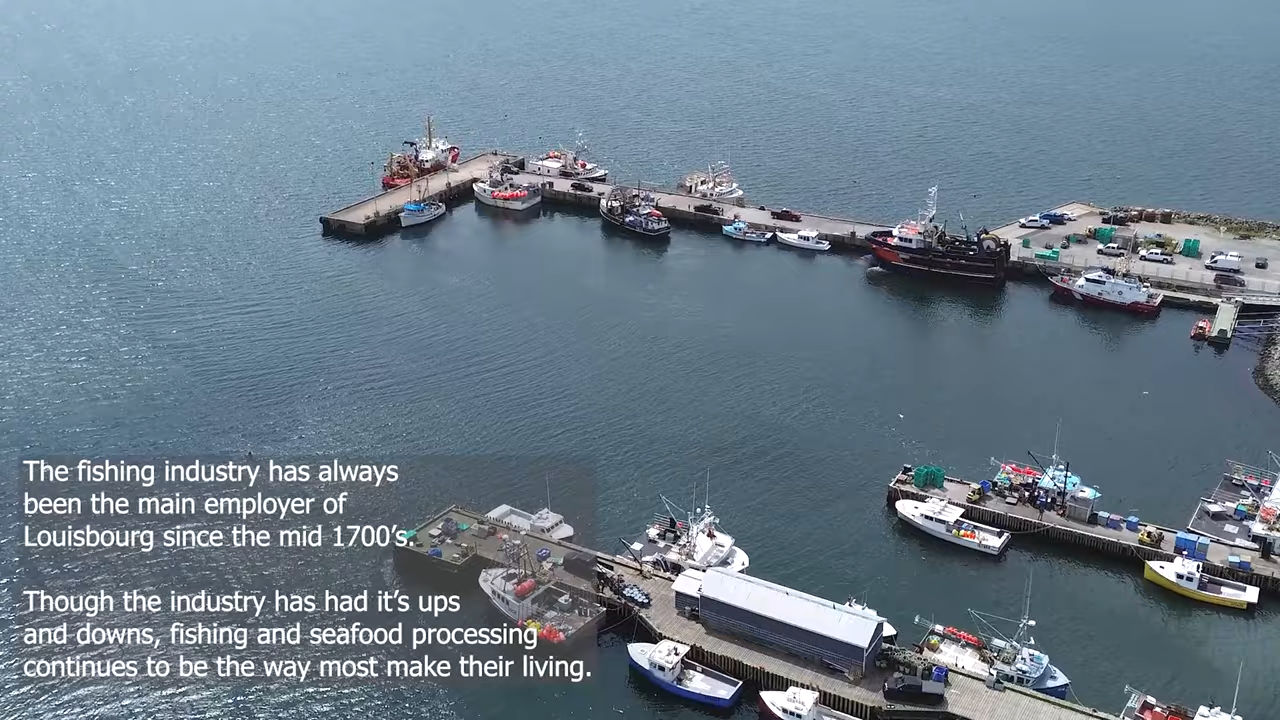 The fishing industry has always
been the main employer of
Louisbourg since the mid 1700’s.
Though the industry has had it’s ups
and downs, fishing and seafood processing
continues to be the way most make their living.